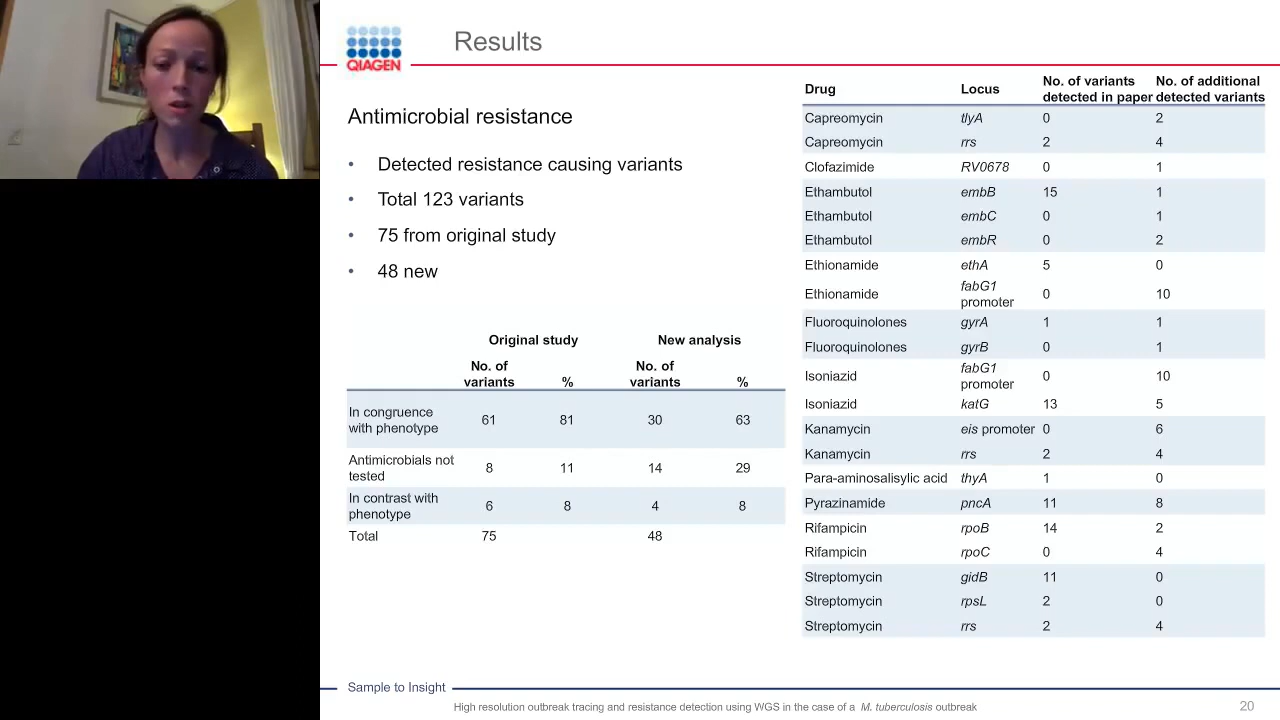 QIAGEN
Results
Antimicrobial resistance
• Detected resistance causing variants
• Total 123 variants
• 75 from original study
• 48 new
Original study New analysis
No. of variants % No. of variants %
In congruence with phenotype 61 81 30 63
Antimicrobials not tested 8 11 14 29
In contrast with phenotype 6 8 4 8
Total 75 48
Drug Locus No. of variants detected in paper No. of additional detected variants
Capreomycin tlyA 0 2
Capreomycin rrs 2 4
Clofazimide RV0678 0 1
Ethambutol embB 15 1
Ethambutol embC 0 1
Ethambutol embR 0 2
Ethionamide ethA 5 0
Ethionamide fabG1 promoter 0 10
Fluoroquinolones gyrA 1 1
Fluoroquinolones gyrB 0 1
Isoniazid fabG1 promoter 0 10
Isoniazid katG 13 5
Kanamycin eis promoter 0 6
Kanamycin rrs 2 4
Para-aminosalisylic acid thyA 1 0
Pyrazinamide pncA 11 8
Rifampicin rpoB 14 2
Rifampicin rpoC 0 4
Streptomycin gidB 11 0
Streptomycin rpsL 2 0
Streptomycin rrs 2 4
Sample to Insight
High resolution outbreak tracing and resistance detection using WGS in the case of a M. tuberculosis outbreak
20